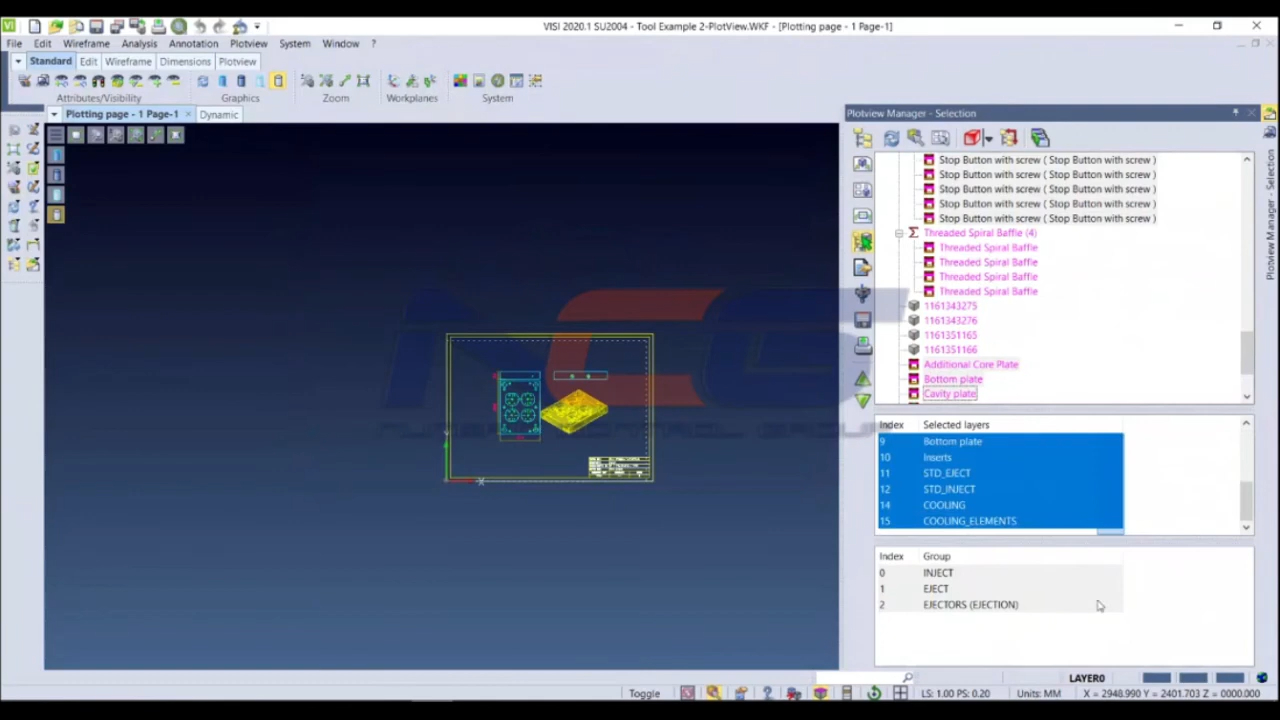 VISI 2020.1 SU2004 - Tool Example 2-PlotView.WKF - [Plotting page - 1 Page-1]
File Edit Wireframe Analysis Annotation Plotview System Window ?
Standard Edit Wireframe Dimensions Plotview
Attributes/Visibility Graphics Zoom Workplanes System
Plotting page - 1 Page-1 Dynamic
Plotview Manager - Selection
Stop Button with screw ( Stop Button with screw )
Stop Button with screw ( Stop Button with screw )
Stop Button with screw ( Stop Button with screw )
Stop Button with screw ( Stop Button with screw )
Stop Button with screw ( Stop Button with screw )
Threaded Spiral Baffle (4)
Threaded Spiral Baffle
Threaded Spiral Baffle
Threaded Spiral Baffle
Threaded Spiral Baffle
1161343275
1161343276
1161351165
1161351166
Additional Core Plate
Bottom plate
Cavity plate
Plotview Manager - Selection
Index Selected layers
9 Bottom plate
10 Inserts
11 STD_EJECT
12 STD_INJECT
14 COOLING
15 COOLING_ELEMENTS
Index Group
0 INJECT
1 EJECT
2 EJECTORS (EJECTION)
LAYER0
Toggle LS: 1.00 PS: 0.20 Units: MM X = 2948.990 Y = 2401.703 Z = 0000.000
NCG